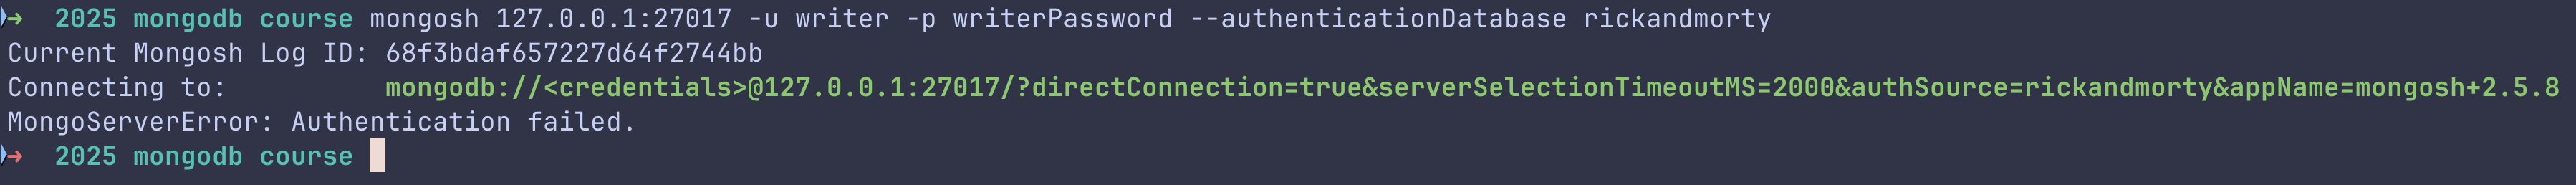 ➜  2025 mongodb course mongosh 127.0.0.1:27017 -u writer -p writerPassword --authenticationDatabase rickandmorty
Current Mongosh Log ID: 68f3bdaf657227d64f2744bb
Connecting to:          mongodb://<credentials>@127.0.0.1:27017/?directConnection=true&serverSelectionTimeoutMS=2000&authSource=rickandmorty&appName=mongosh+2.5.8
MongoServerError: Authentication failed.
➜  2025 mongodb course